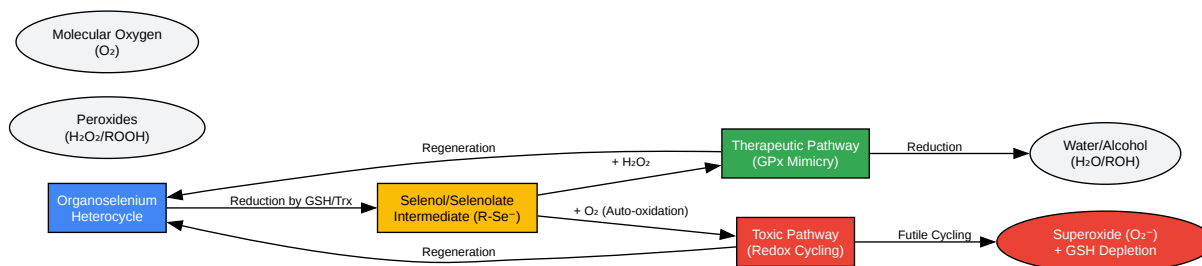 Molecular Oxygen
(O₂)
Peroxides
(H₂O₂/ROOH)
Organoselenium
Heterocycle
Reduction by GSH/Trx
Selenol/Selenolate
Intermediate (R-Se⁻)
Regeneration
+ H₂O₂
Therapeutic Pathway
(GPx Mimicry)
Reduction
Water/Alcohol
(H₂O/ROH)
+ O₂ (Auto-oxidation)
Toxic Pathway
(Redox Cycling)
Futile Cycling
Superoxide (O₂⁻)
+ GSH Depletion
Regeneration